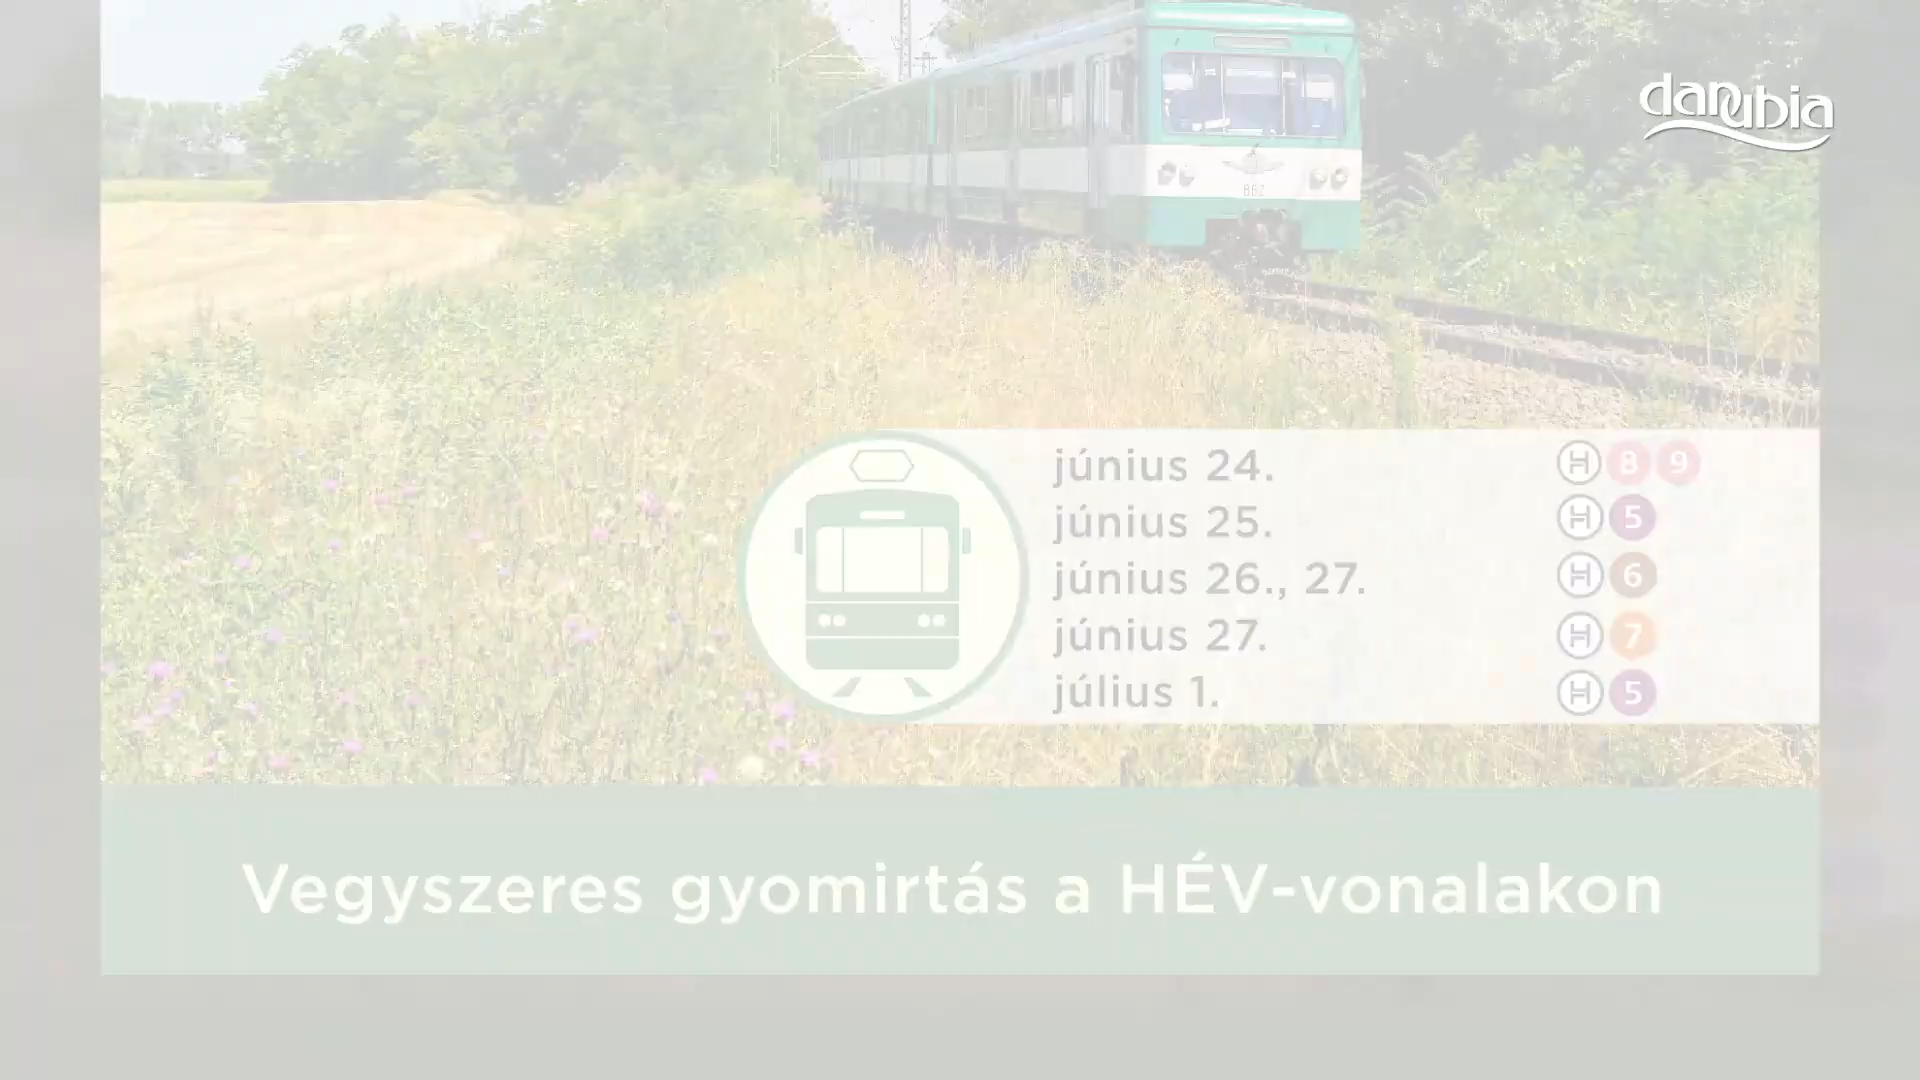 danubia
862
június 24. H 8 9
június 25. H 5
június 26., 27. H 6
június 27. H 7
július 1. H 5
Vegyszeres gyomirtás a HÉV-vonalakon